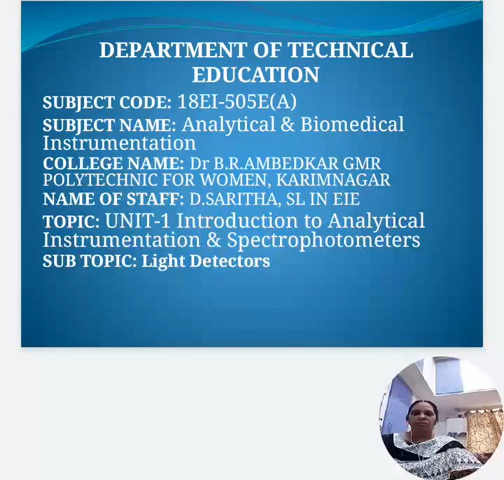 DEPARTMENT OF TECHNICAL
EDUCATION
SUBJECT CODE: 18EI-505E(A)
SUBJECT NAME: Analytical & Biomedical
Instrumentation
COLLEGE NAME: Dr B.R.AMBEDKAR GMR
POLYTECHNIC FOR WOMEN, KARIMNAGAR
NAME OF STAFF: D.SARITHA, SL IN EIE
TOPIC: UNIT-1 Introduction to Analytical
Instrumentation & Spectrophotometers
SUB TOPIC: Light Detectors